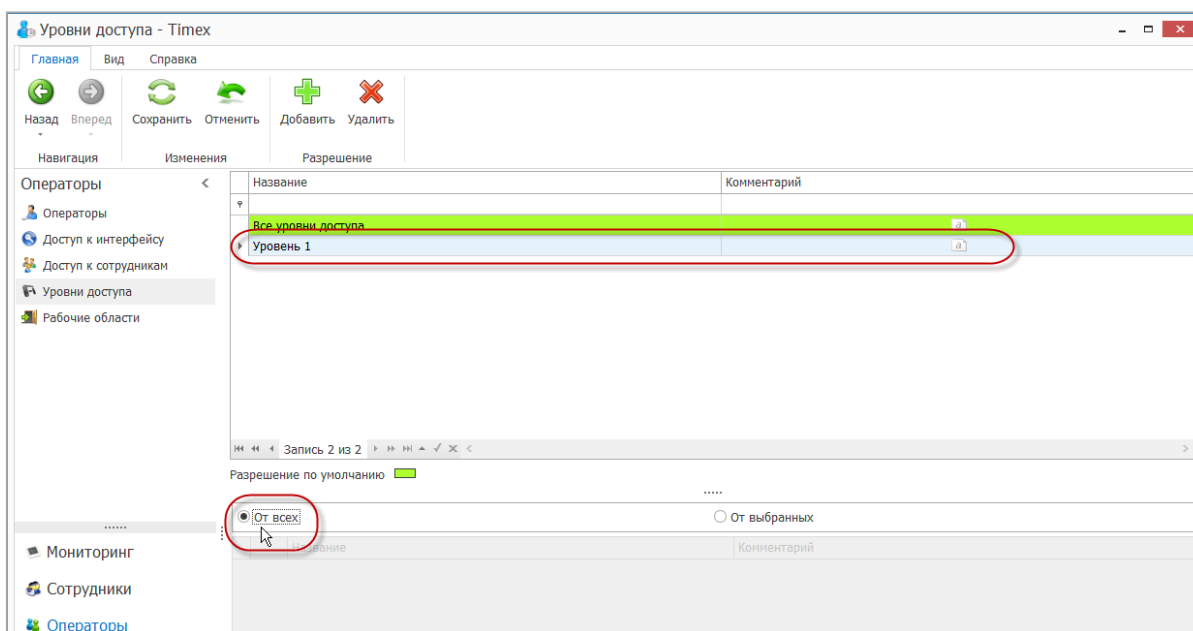 Уровни доступа - Timex
Главная Вид Справка
Назад Вперед Сохранить Отменить Добавить Удалить
Навигация Изменения Разрешение
Операторы
Операторы
Доступ к интерфейсу
Доступ к сотрудникам
Уровни доступа
Рабочие области
Название Комментарий
Все уровни доступа a
Уровень 1 a
Запись 2 из 2
Разрешение по умолчанию
От всех От выбранных
Название Комментарий
Мониторинг
Сотрудники
Операторы